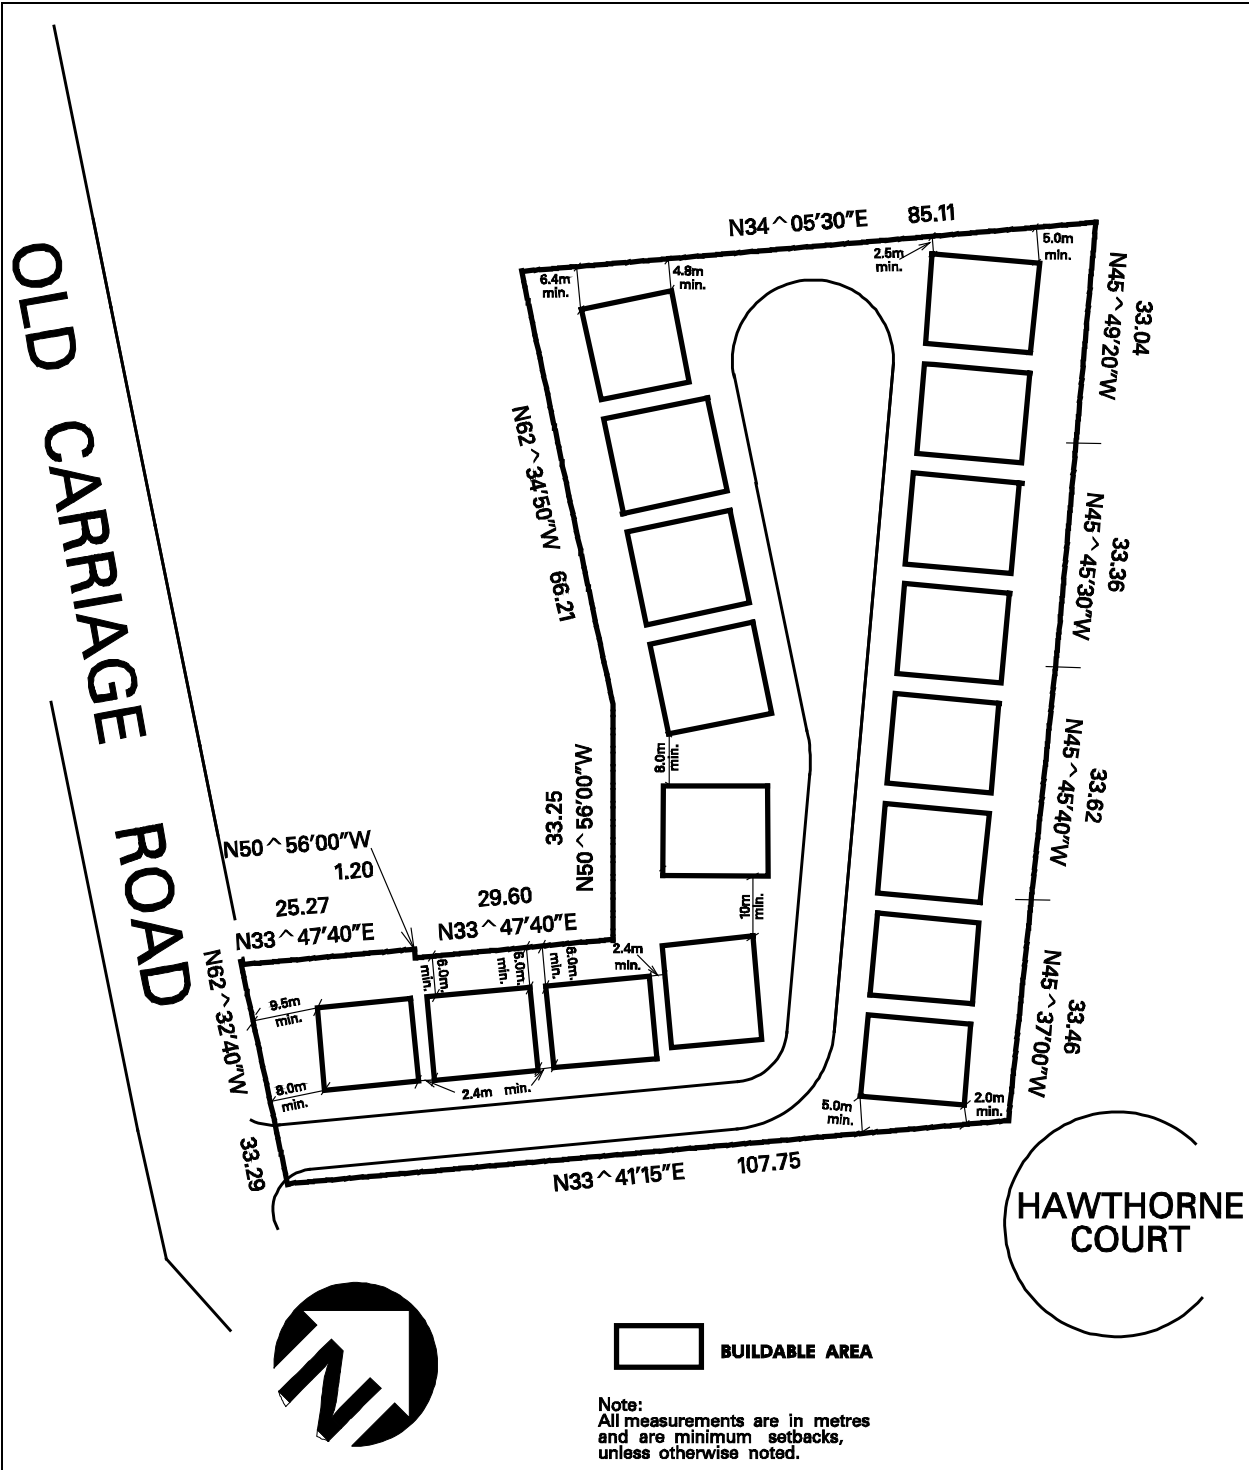 N34^05'30"E 85.11
6.4m
min.
4.8m
min.
2.5m
min.
5.0m
min.
33.04
N45^49'20"W
OLD CARRIAGE ROAD
N62^34'50"W 66.21
33.36
N45^45'30"W
8.0m
min.
33.25
N50^56'00"W
33.62
N45^45'40"W
N50^56'00"W
1.20
25.27
N33^47'40"E
29.60
N33^47'40"E
10m
min.
2.4m
min.
6.0m
min.
6.0m.
min.
6.0m.
min.
N62^32'40"W
33.29
9.5m
min.
8.0m
min.
2.4m min.
33.46
N45^37'00"W
5.0m
min.
2.0m
min.
N33^41'15"E 107.75
HAWTHORNE
COURT
N
BUILDABLE AREA
Note:
All measurements are in metres
and are minimum setbacks,
unless otherwise noted.